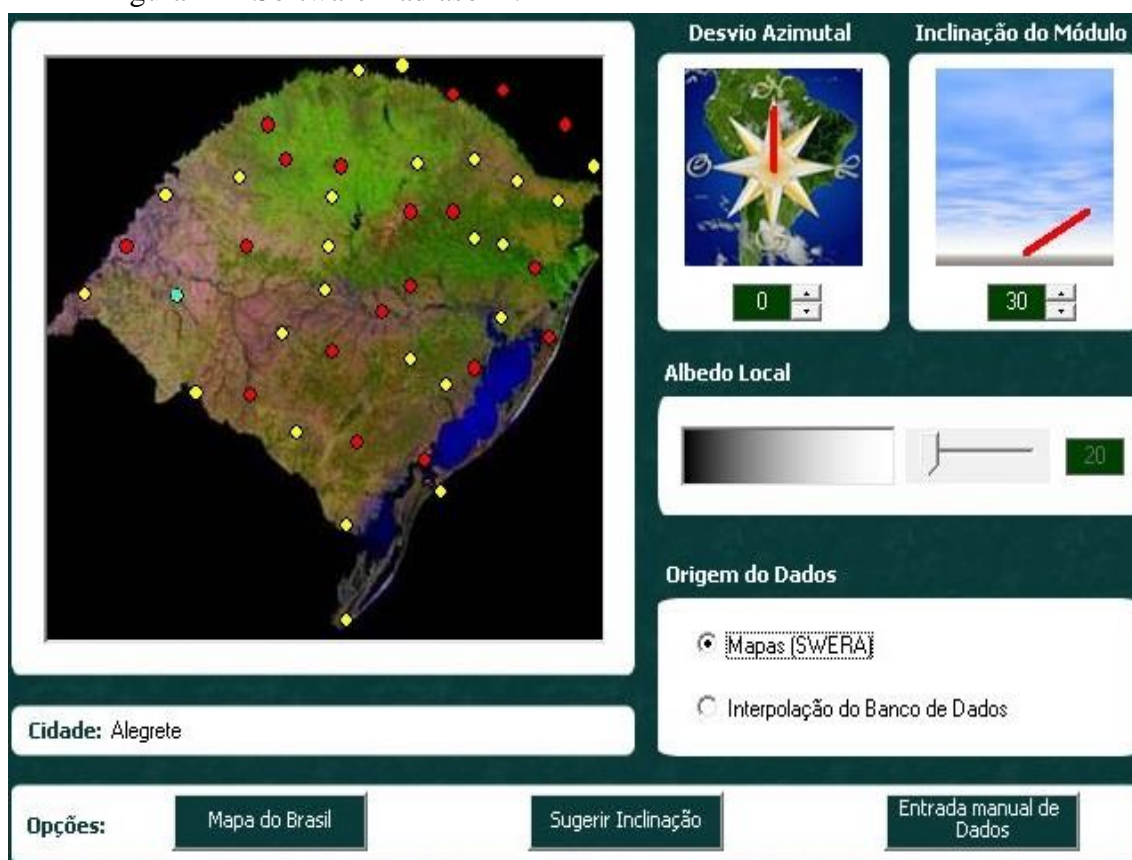 Desvio Azimutal
Inclinação do Módulo
0
30
Albedo Local
20
Origem do Dados
Mapas (SWERA)
Interpolação do Banco de Dados
Cidade: Alegrete
Opções:
Mapa do Brasil
Sugerir Inclinação
Entrada manual de
Dados